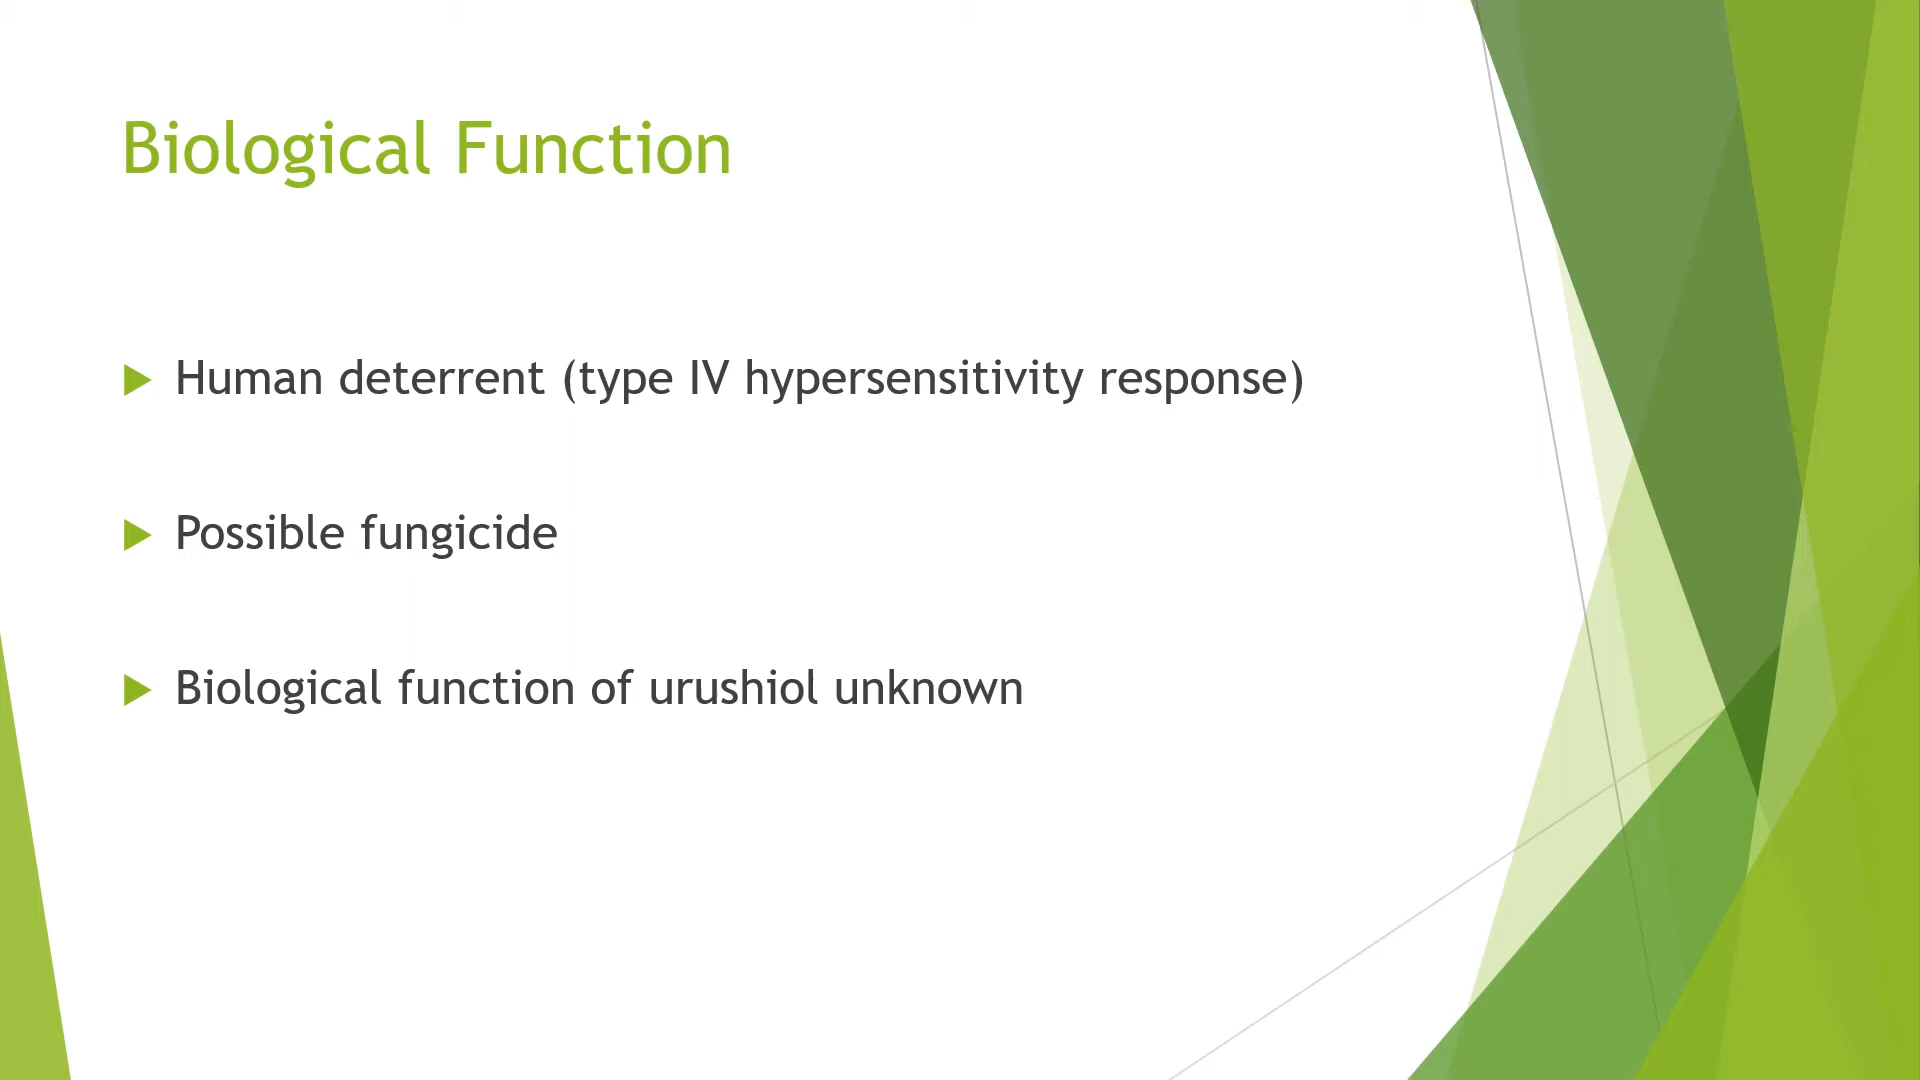 Biological Function
Human deterrent (type IV hypersensitivity response)
Possible fungicide
Biological function of urushiol unknown